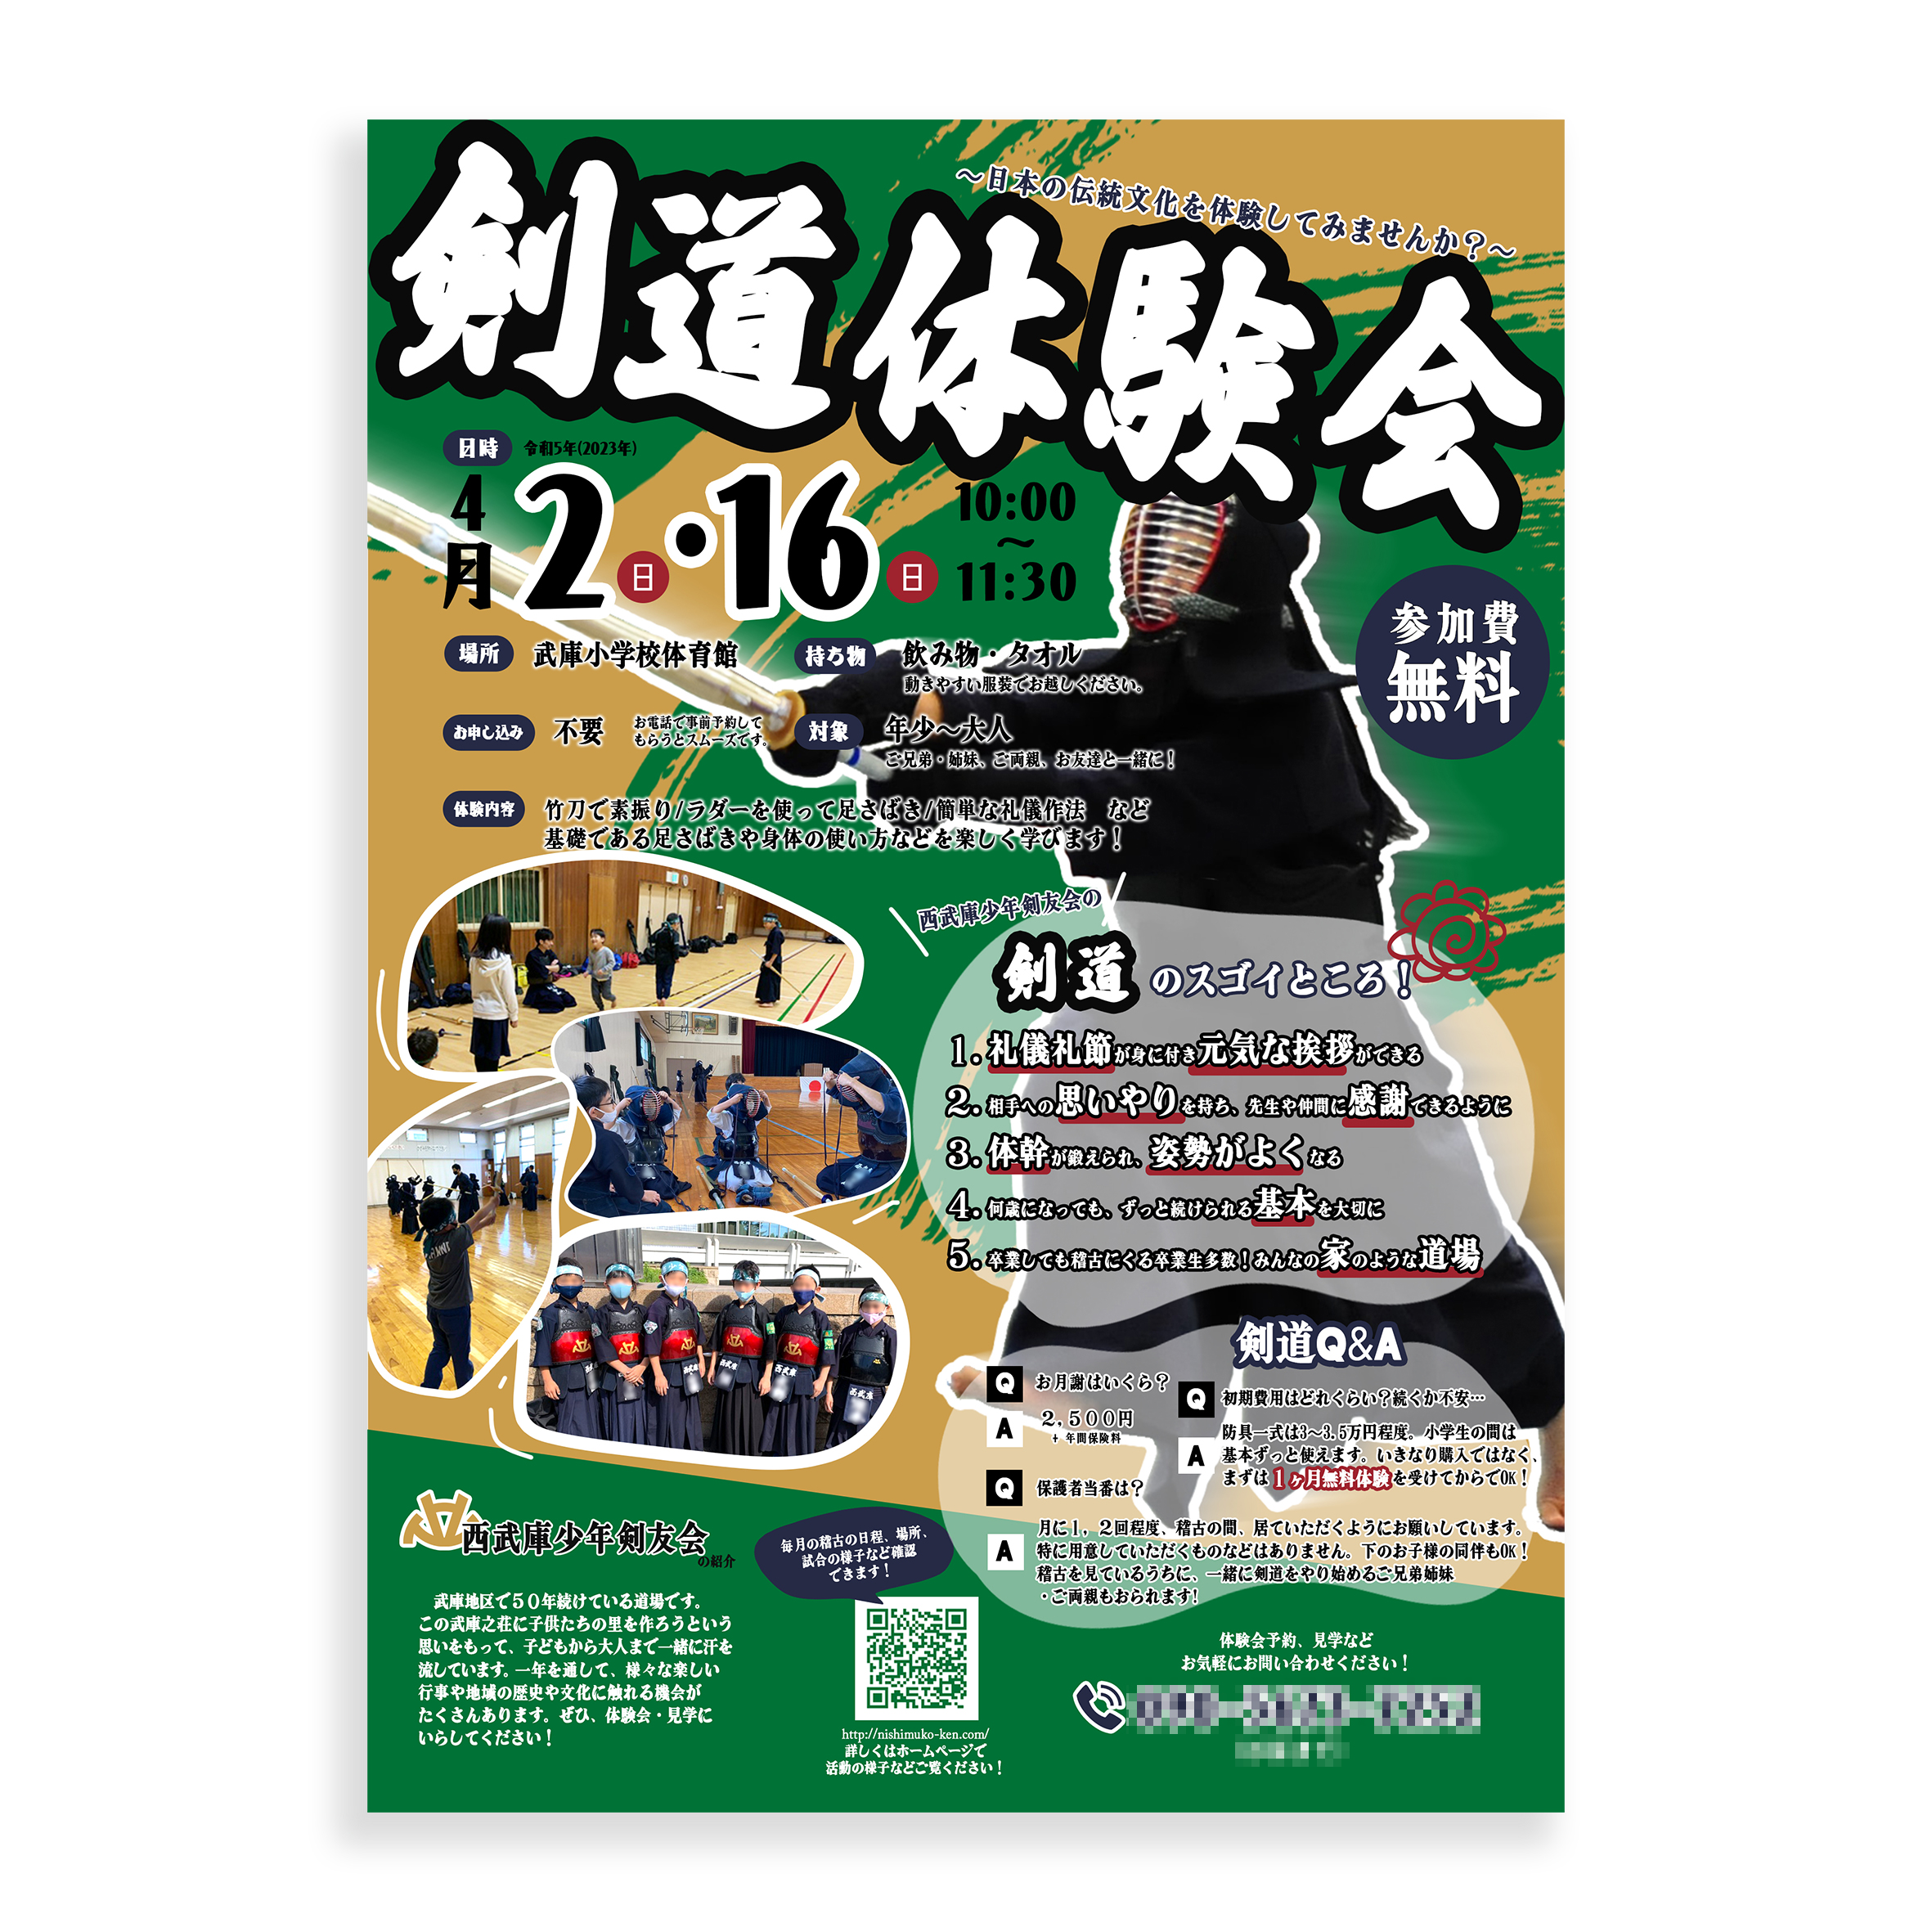 ～日本の伝統文化を体験してみませんか？～
剣道体験会
日時 令和5年(2023年)
4月 2日・16日 10:00～11:30
参加費
無料
場所 武庫小学校体育館
持ち物 飲み物・タオル
動きやすい服装でお越しください。
お申し込み 不要 お電話で事前予約して
もらうとスムーズです。
対象 年少～大人
ご兄弟・姉妹、ご両親、お友達と一緒に！
体験内容 竹刀で素振り/ラダーを使って足さばき/簡単な礼儀作法　など
基礎である足さばきや身体の使い方などを楽しく学びます！
西武庫少年剣友会の
剣道のスゴイところ！
1. 礼儀礼節が身に付き元気な挨拶ができる
2. 相手への思いやりを持ち、先生や仲間に感謝できるように
3. 体幹が鍛えられ、姿勢がよくなる
4. 何歳になっても、ずっと続けられる基本を大切に
5. 卒業しても稽古にくる卒業生多数！みんなの家のような道場
西武庫
西武庫
西武庫
西武庫
西武庫
剣道Q&A
Q お月謝はいくら？
A 2,500円
+ 年間保険料
Q 初期費用はどれくらい？続くか不安…
A 防具一式は3～3.5万円程度。小学生の間は
基本ずっと使えます。いきなり購入ではなく、
まずは1ヶ月無料体験を受けてからでOK！
Q 保護者当番は？
A 月に1，2回程度、稽古の間、居ていただくようにお願いしています。
特に用意していただくものなどはありません。下のお子様の同伴もOK！
稽古を見ているうちに、一緒に剣道をやり始めるご兄弟姉妹
・ご両親もおられます！
西武庫少年剣友会の紹介
武庫地区で50年続けている道場です。
この武庫之荘に子供たちの里を作ろうという
思いをもって、子どもから大人まで一緒に汗を
流しています。一年を通して、様々な楽しい
行事や地域の歴史や文化に触れる機会が
たくさんあります。ぜひ、体験会・見学に
いらしてください！
毎月の稽古の日程、場所、
試合の様子など確認
できます！
http://nishimuko-ken.com/
詳しくはホームページで
活動の様子などご覧ください！
体験会予約、見学など
お気軽にお問い合わせください！